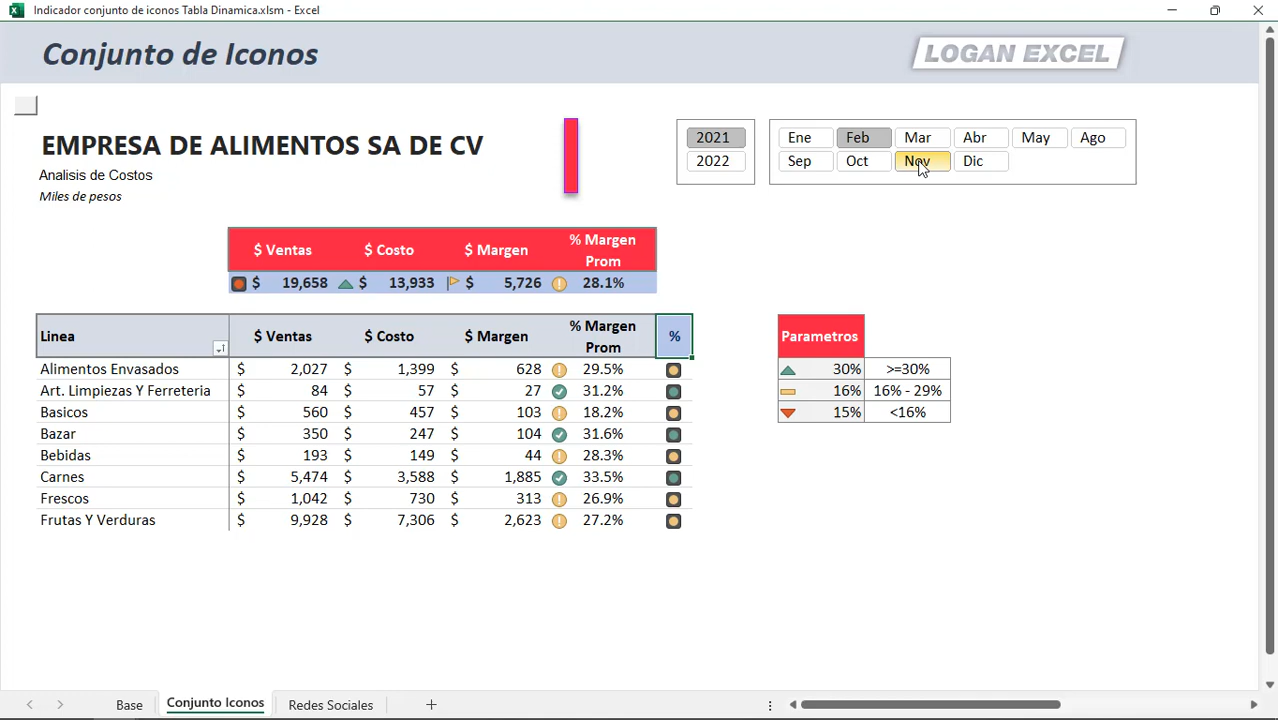 Indicador conjunto de iconos Tabla Dinamica.xlsm - Excel
Conjunto de Iconos
LOGAN EXCEL
EMPRESA DE ALIMENTOS SA DE CV
Analisis de Costos
Miles de pesos
2021
2022
Ene Feb Mar Abr May Ago
Sep Oct Nov Dic
$ Ventas $ Costo $ Margen % Margen Prom
$ 19,658 $ 13,933 $ 5,726 28.1%
Linea $ Ventas $ Costo $ Margen % Margen Prom %
Alimentos Envasados $ 2,027 $ 1,399 $ 628 29.5%
Art. Limpiezas Y Ferreteria $ 84 $ 57 $ 27 31.2%
Basicos $ 560 $ 457 $ 103 18.2%
Bazar $ 350 $ 247 $ 104 31.6%
Bebidas $ 193 $ 149 $ 44 28.3%
Carnes $ 5,474 $ 3,588 $ 1,885 33.5%
Frescos $ 1,042 $ 730 $ 313 26.9%
Frutas Y Verduras $ 9,928 $ 7,306 $ 2,623 27.2%
Parametros
30% >=30%
16% 16% - 29%
15% <16%
Base Conjunto Iconos Redes Sociales